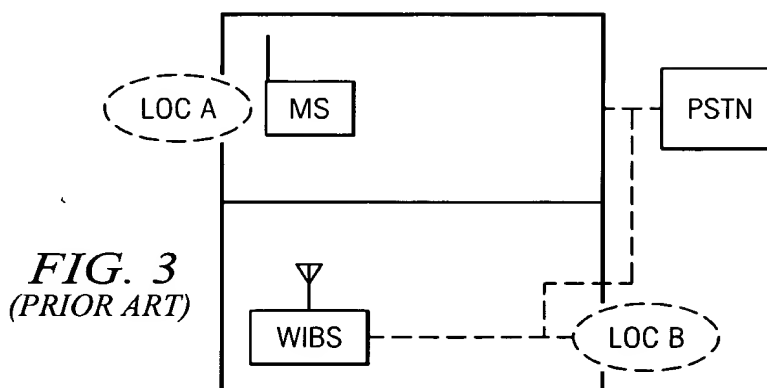 LOC A
MS
PSTN
FIG. 3
(PRIOR ART)
WIBS
LOC B